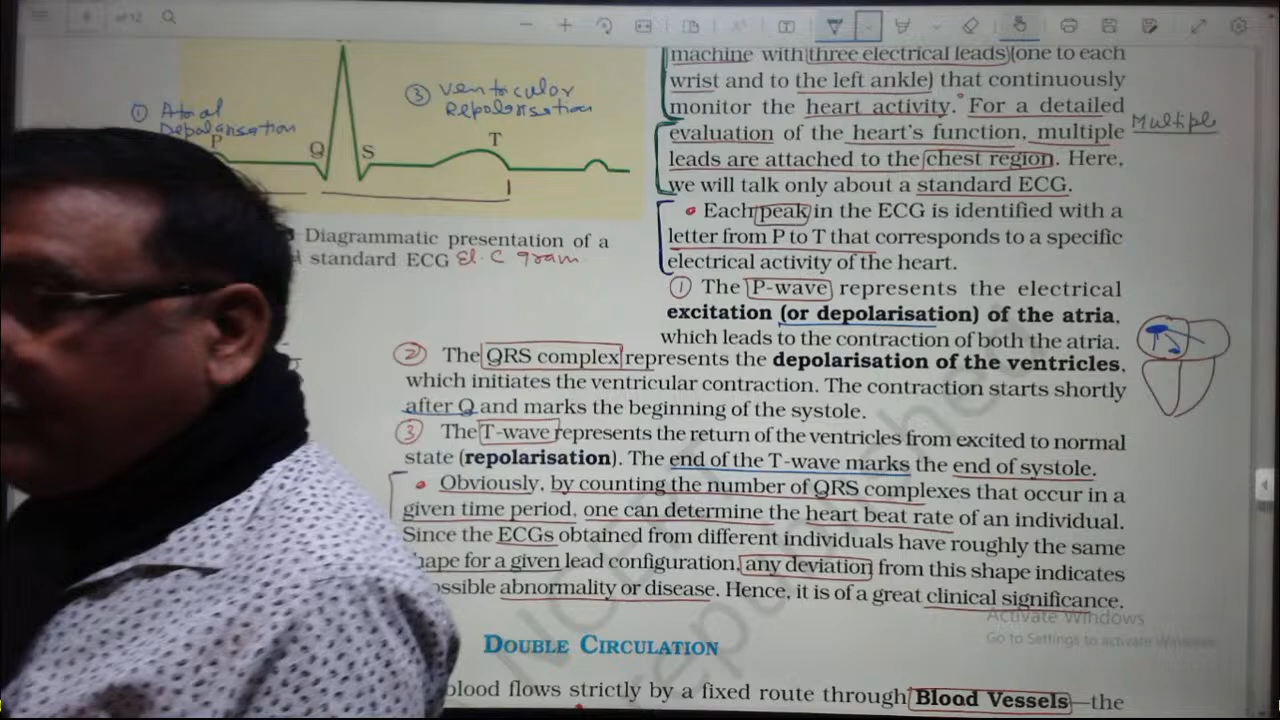 of 12
① Atrial
Depolarisation
③ Ventricular
Repolarisation
P
Q
S
T
Diagrammatic presentation of a
standard ECG El. C gram
machine with three electrical leads (one to each
wrist and to the left ankle) that continuously
monitor the heart activity. For a detailed
evaluation of the heart's function, multiple
leads are attached to the chest region. Here,
we will talk only about a standard ECG.
Multiple
• Each peak in the ECG is identified with a
letter from P to T that corresponds to a specific
electrical activity of the heart.
① The P-wave represents the electrical
excitation (or depolarisation) of the atria,
which leads to the contraction of both the atria.
② The QRS complex represents the depolarisation of the ventricles,
which initiates the ventricular contraction. The contraction starts shortly
after Q and marks the beginning of the systole.
③ The T-wave represents the return of the ventricles from excited to normal
state (repolarisation). The end of the T-wave marks the end of systole.
• Obviously, by counting the number of QRS complexes that occur in a
given time period, one can determine the heart beat rate of an individual.
Since the ECGs obtained from different individuals have roughly the same
hape for a given lead configuration, any deviation from this shape indicates
ossible abnormality or disease. Hence, it is of a great clinical significance.
Activate Windows
Go to Settings to activate Windows
DOUBLE CIRCULATION
blood flows strictly by a fixed route through Blood Vessels—the